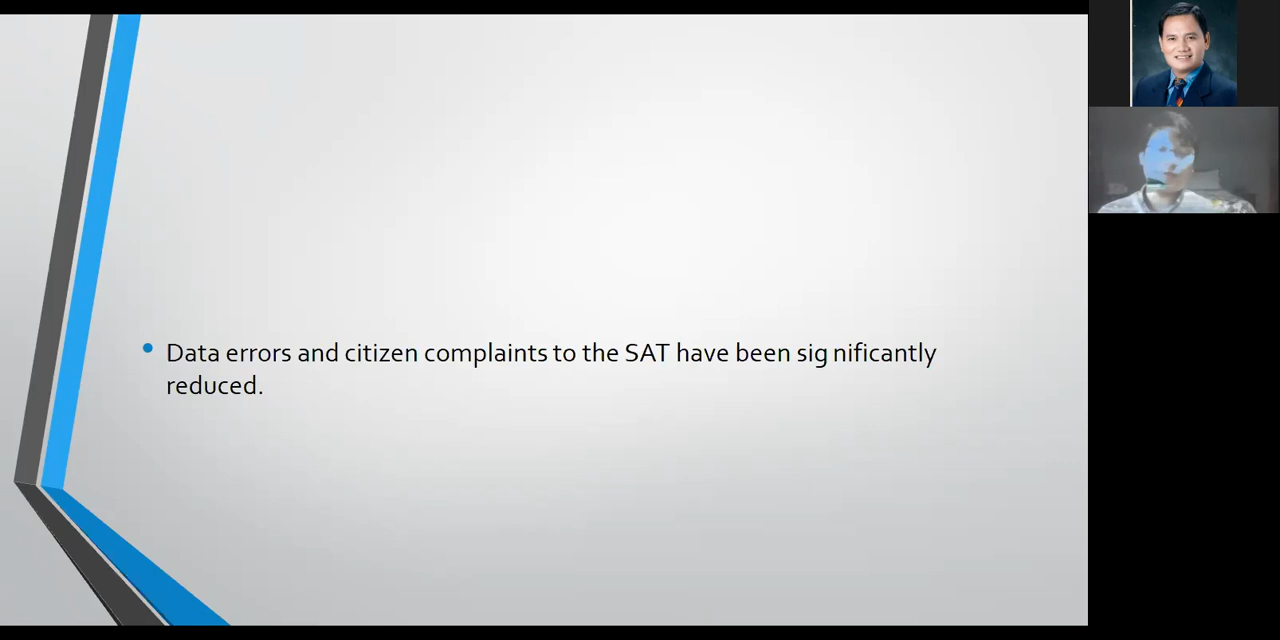 Data errors and citizen complaints to the SAT have been sig nificantly
reduced.